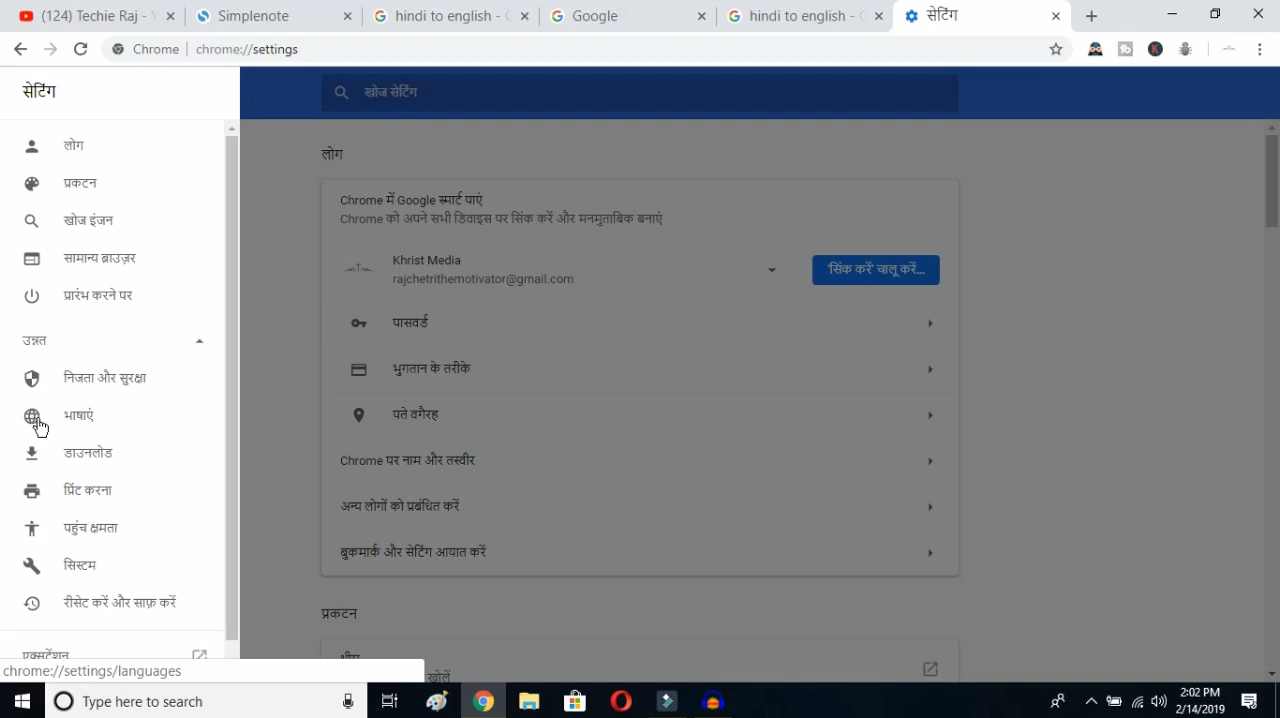 (124) Techie Raj - Y
Simplenote
hindi to english - G
Google
hindi to english - G
सेटिंग
Chrome
chrome://settings
सेटिंग
खोज सेटिंग
लोग
प्रकटन
खोज इंजन
सामान्य ब्राउज़र
प्रारंभ करने पर
उन्नत
निजता और सुरक्षा
भाषाएं
डाउनलोड
प्रिंट करना
पहुंच क्षमता
सिस्टम
रीसेट करें और साफ़ करें
एक्सटेंशन
chrome://settings/languages
लोग
Chrome में Google स्मार्ट पाएं
Chrome को अपने सभी डिवाइस पर सिंक करें और मनमुताबिक बनाएं
Khrist Media
rajchetrithemotivator@gmail.com
'सिंक करें' चालू करें...
पासवर्ड
भुगतान के तरीके
पते वगैरह
Chrome पर नाम और तस्वीर
अन्य लोगों को प्रबंधित करें
बुकमार्क और सेटिंग आयात करें
प्रकटन
थीम
खोलें
Type here to search
2:02 PM
2/14/2019